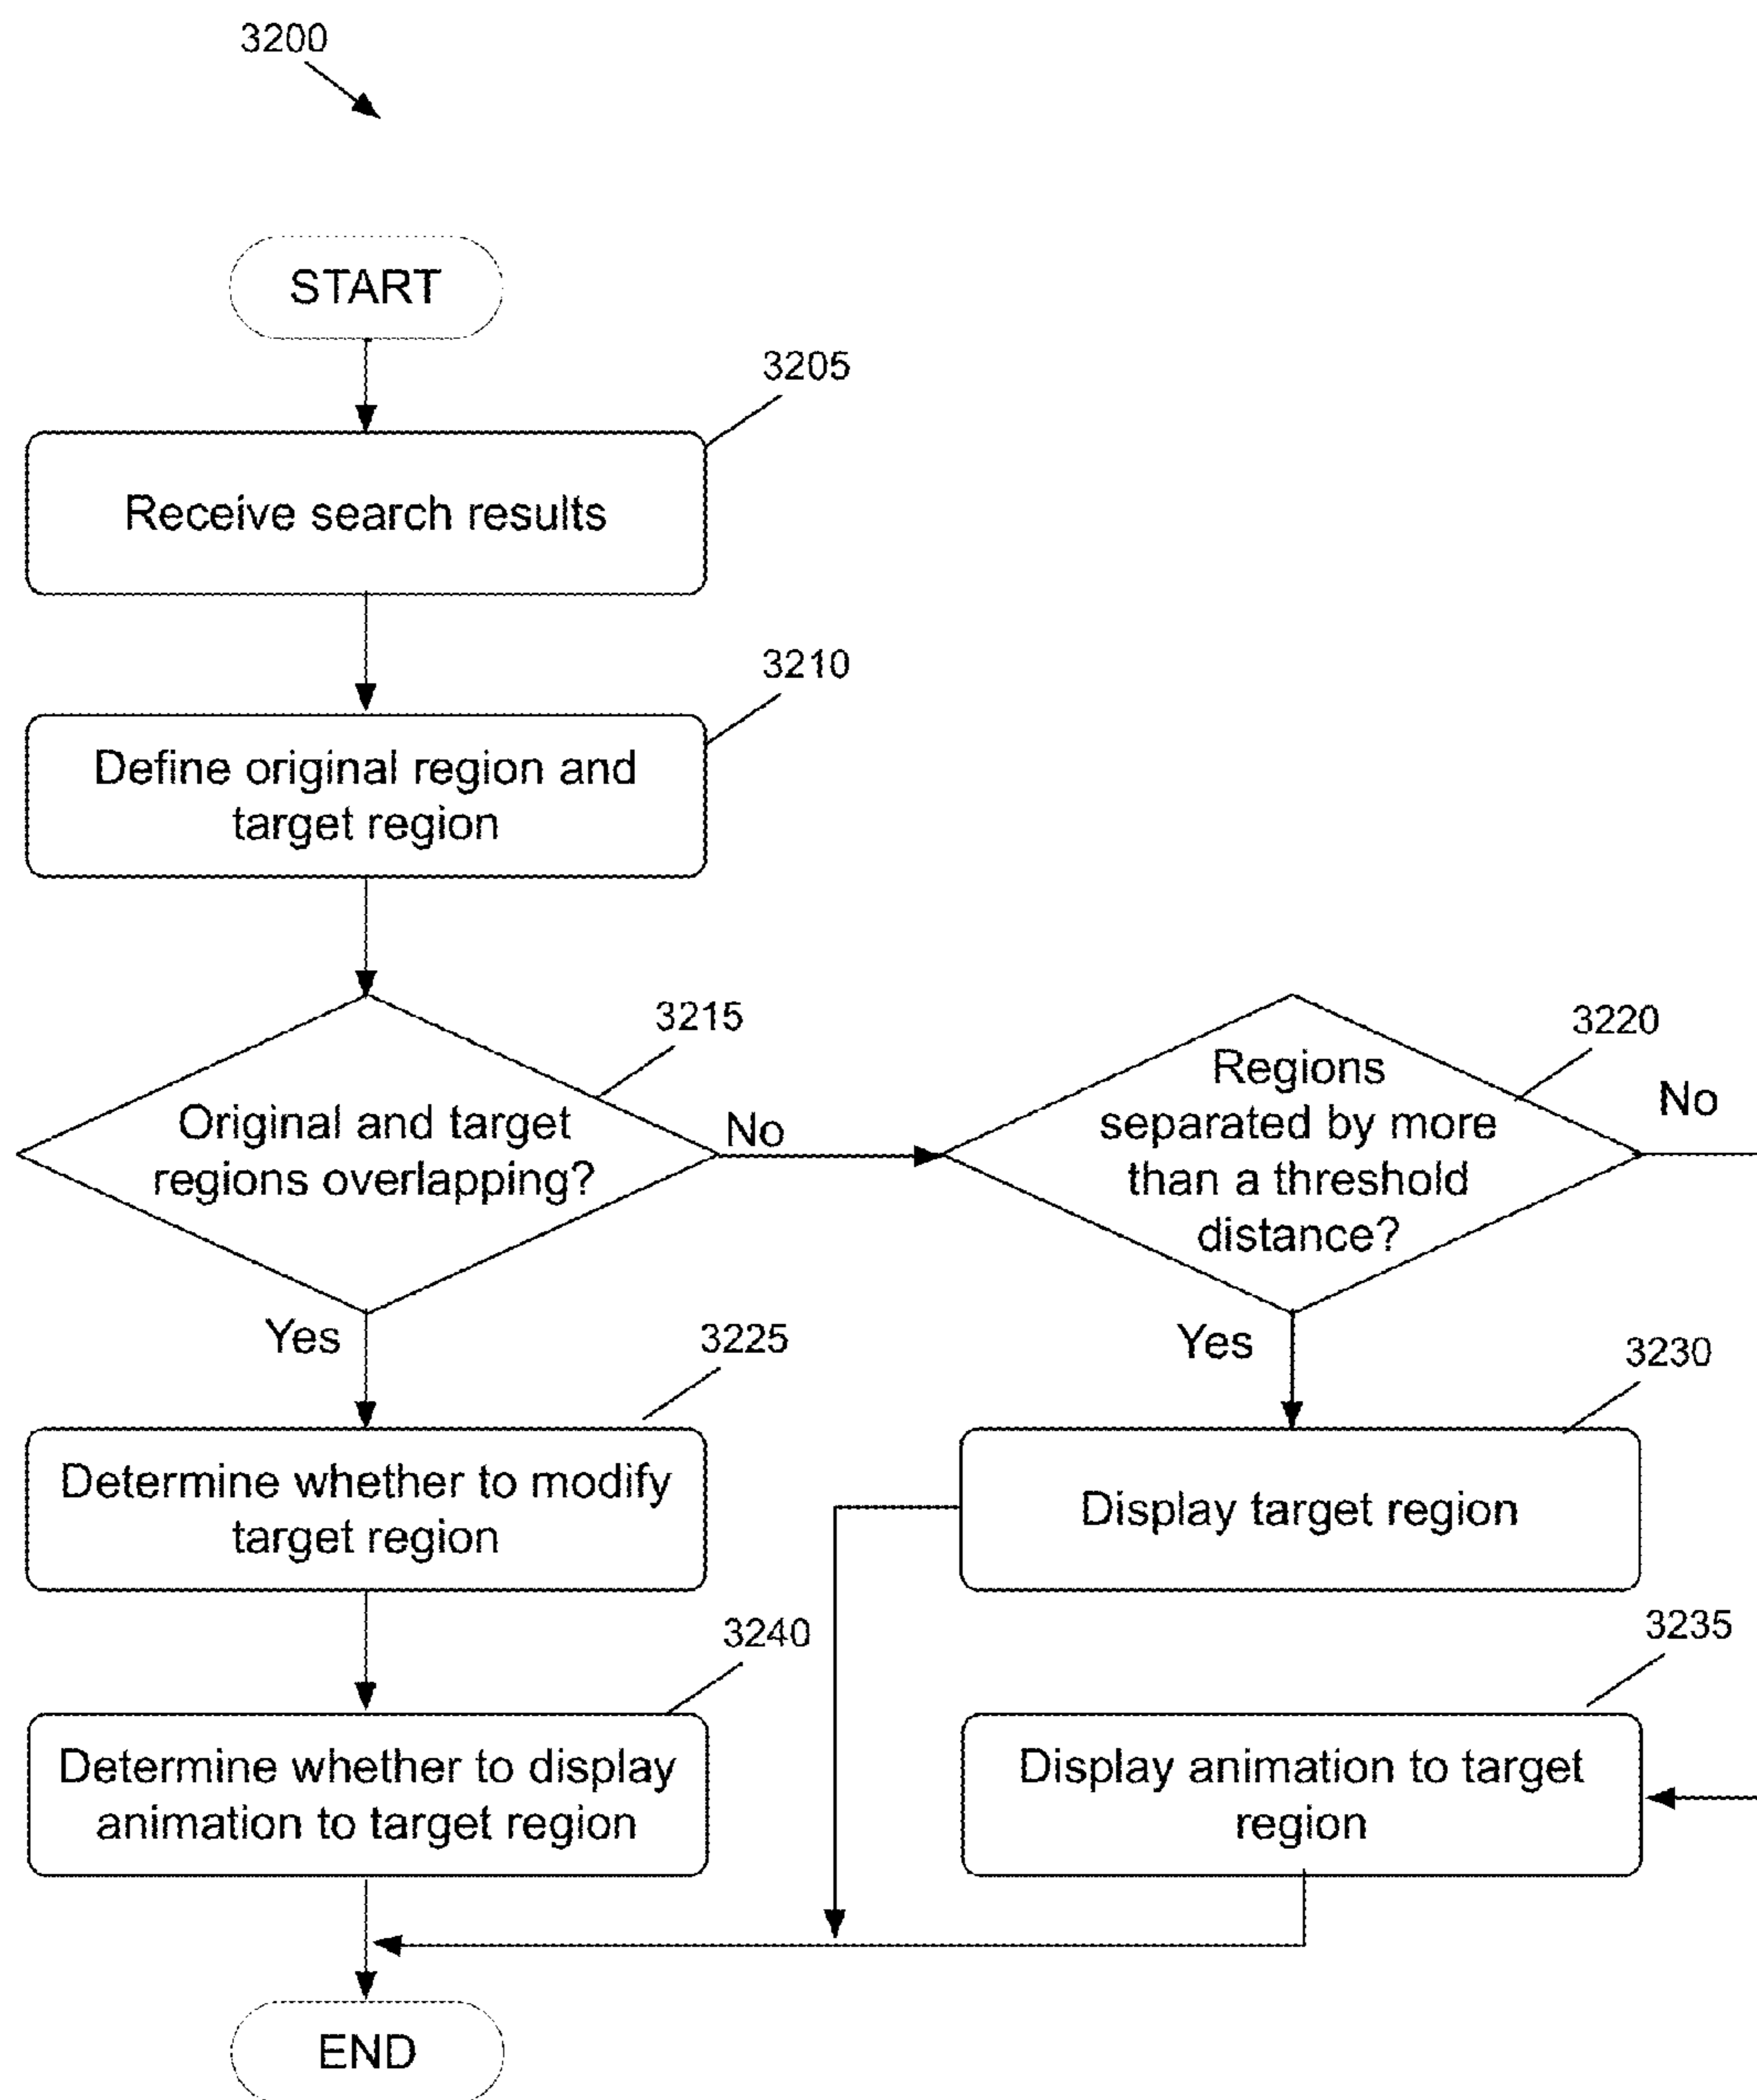 3200
START
3205
Receive search results
3210
Define original region and
target region
3215
Original and target
regions overlapping?
No
3220
Regions
separated by more
than a threshold
distance?
No
Yes
3225
Determine whether to modify
target region
Yes
3230
Display target region
3240
Determine whether to display
animation to target region
3235
Display animation to target
region
END